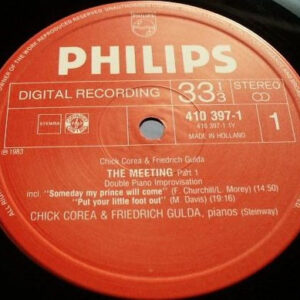 PHILIPS
DIGITAL RECORDING
33 1/3
STEREO
STEMRA
410 397-1
410 397-1 1Y
MADE IN HOLLAND
1
℗ 1983
Chick Corea & Friedrich Gulda
THE MEETING Part 1
Double Piano Improvisation
incl. "Someday my prince will come" (F. Churchill/L. Morey) (14:50)
"Put your little foot out" (M. Davis) (19:16)
CHICK COREA & FRIEDRICH GULDA, pianos (Steinway)